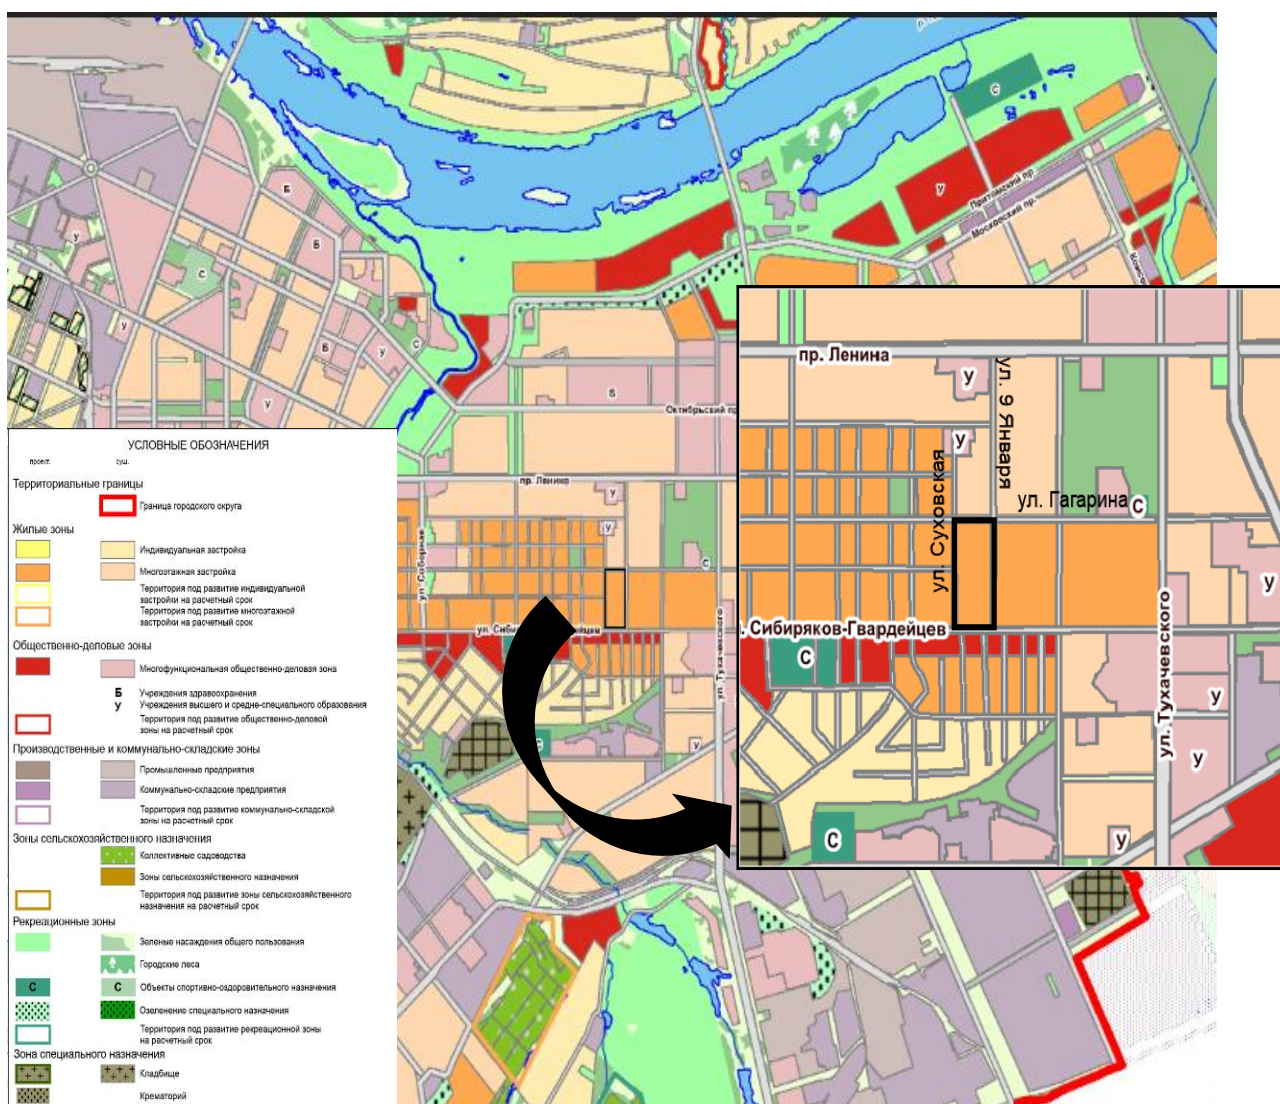 Б
У
Б
С
У
С
Б
У
У
Б
С
У
Притомский пр.
Московский пр.
Октябрьский пр
пр. Ленина
У
У
С
ул. Соборная
ул. Тухачевского
С
У
пр. Ленина
У
ул. 9 Января
У
ул. Суховская
ул. Гагарина
С
У
. Сибиряков-Гвардейцев
С
ул. Тухачевского
У
У
С
У
УСЛОВНЫЕ ОБОЗНАЧЕНИЯ
проект. сущ.
Территориальные границы
Граница городского округа
Жилые зоны
Индивидуальная застройка
Многоэтажная застройка
Территория под развитие индивидуальной
застройки на расчетный срок
Территория под развитие многоэтажной
застройки на расчетный срок
Общественно-деловые зоны
Многофункциональная общественно-деловая зона
Б Учреждения здравоохранения
У Учреждения высшего и средне-специального образования
Территория под развитие общественно-деловой
зоны на расчетный срок
Производственные и коммунально-складские зоны
Промышленные предприятия
Коммунально-складские предприятия
Территория под развитие коммунально-складской
зоны на расчетный срок
Зоны сельскохозяйственного назначения
Коллективные садоводства
Зоны сельскохозяйственного назначения
Территория под развитие зоны сельскохозяйственного
назначения на расчетный срок
Рекреационные зоны
Зеленые насаждения общего пользования
Городские леса
С С Объекты спортивно-оздоровительного назначения
Озеленение специального назначения
Территория под развитие рекреационной зоны
на расчетный срок
Зона специального назначения
Кладбище
Крематорий